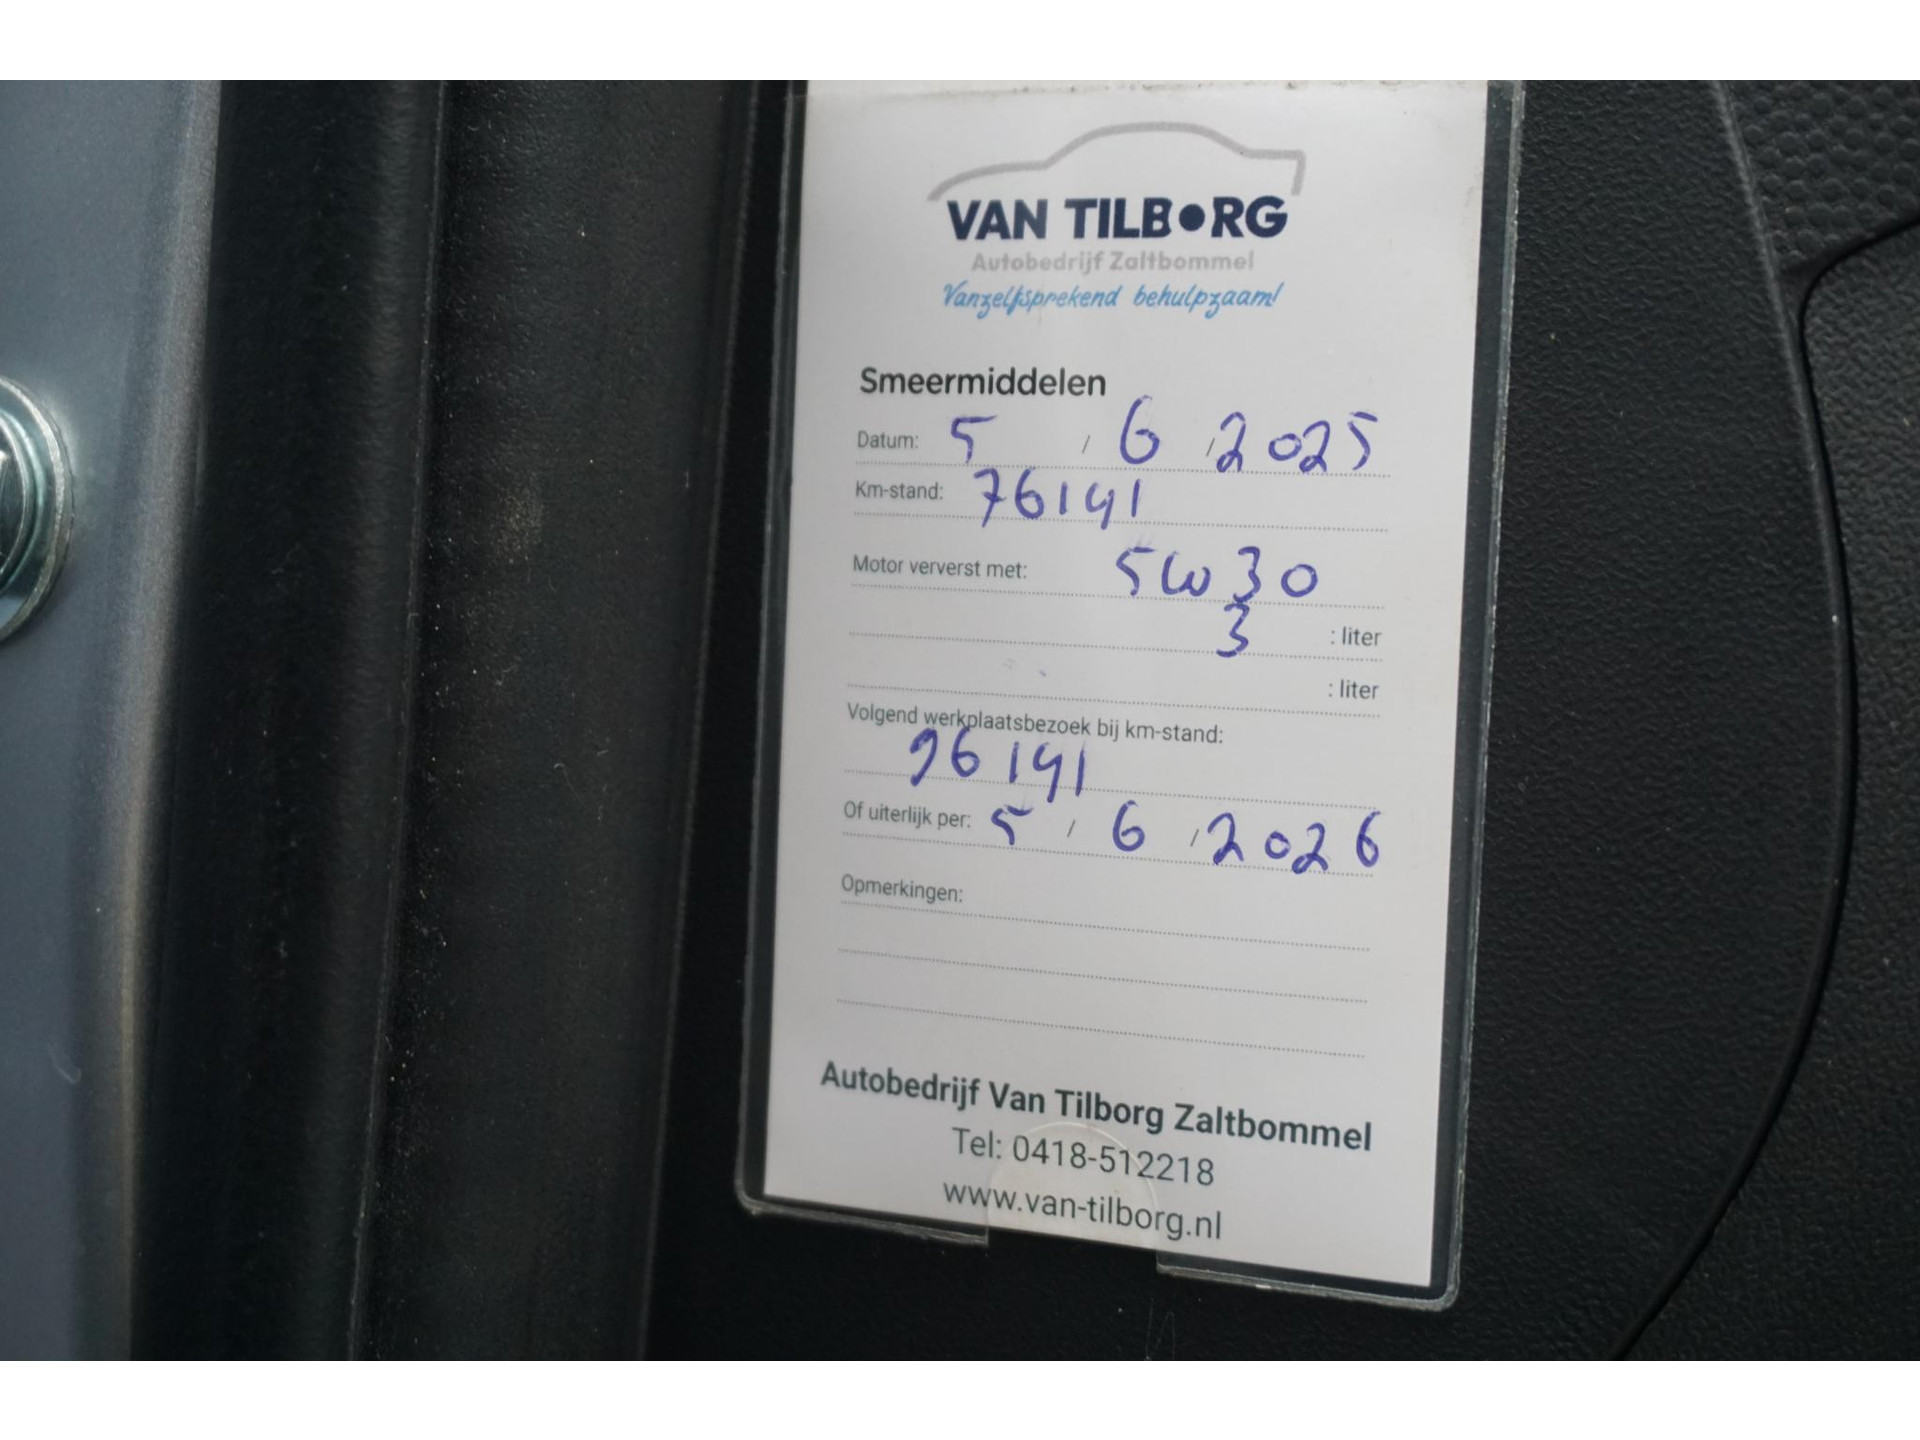 VAN TILBORG
Autobedrijf Zaltbommel
Vanzelfsprekend behulpzaam!
Smeermiddelen
Datum: 5 / 6 / 2025
Km-stand: 76141
Motor ververst met: 5W30
3 : liter
: liter
Volgend werkplaatsbezoek bij km-stand:
96141
Of uiterlijk per: 5 / 6 / 2026
Opmerkingen:
Autobedrijf Van Tilborg Zaltbommel
Tel: 0418-512218
www.van-tilborg.nl